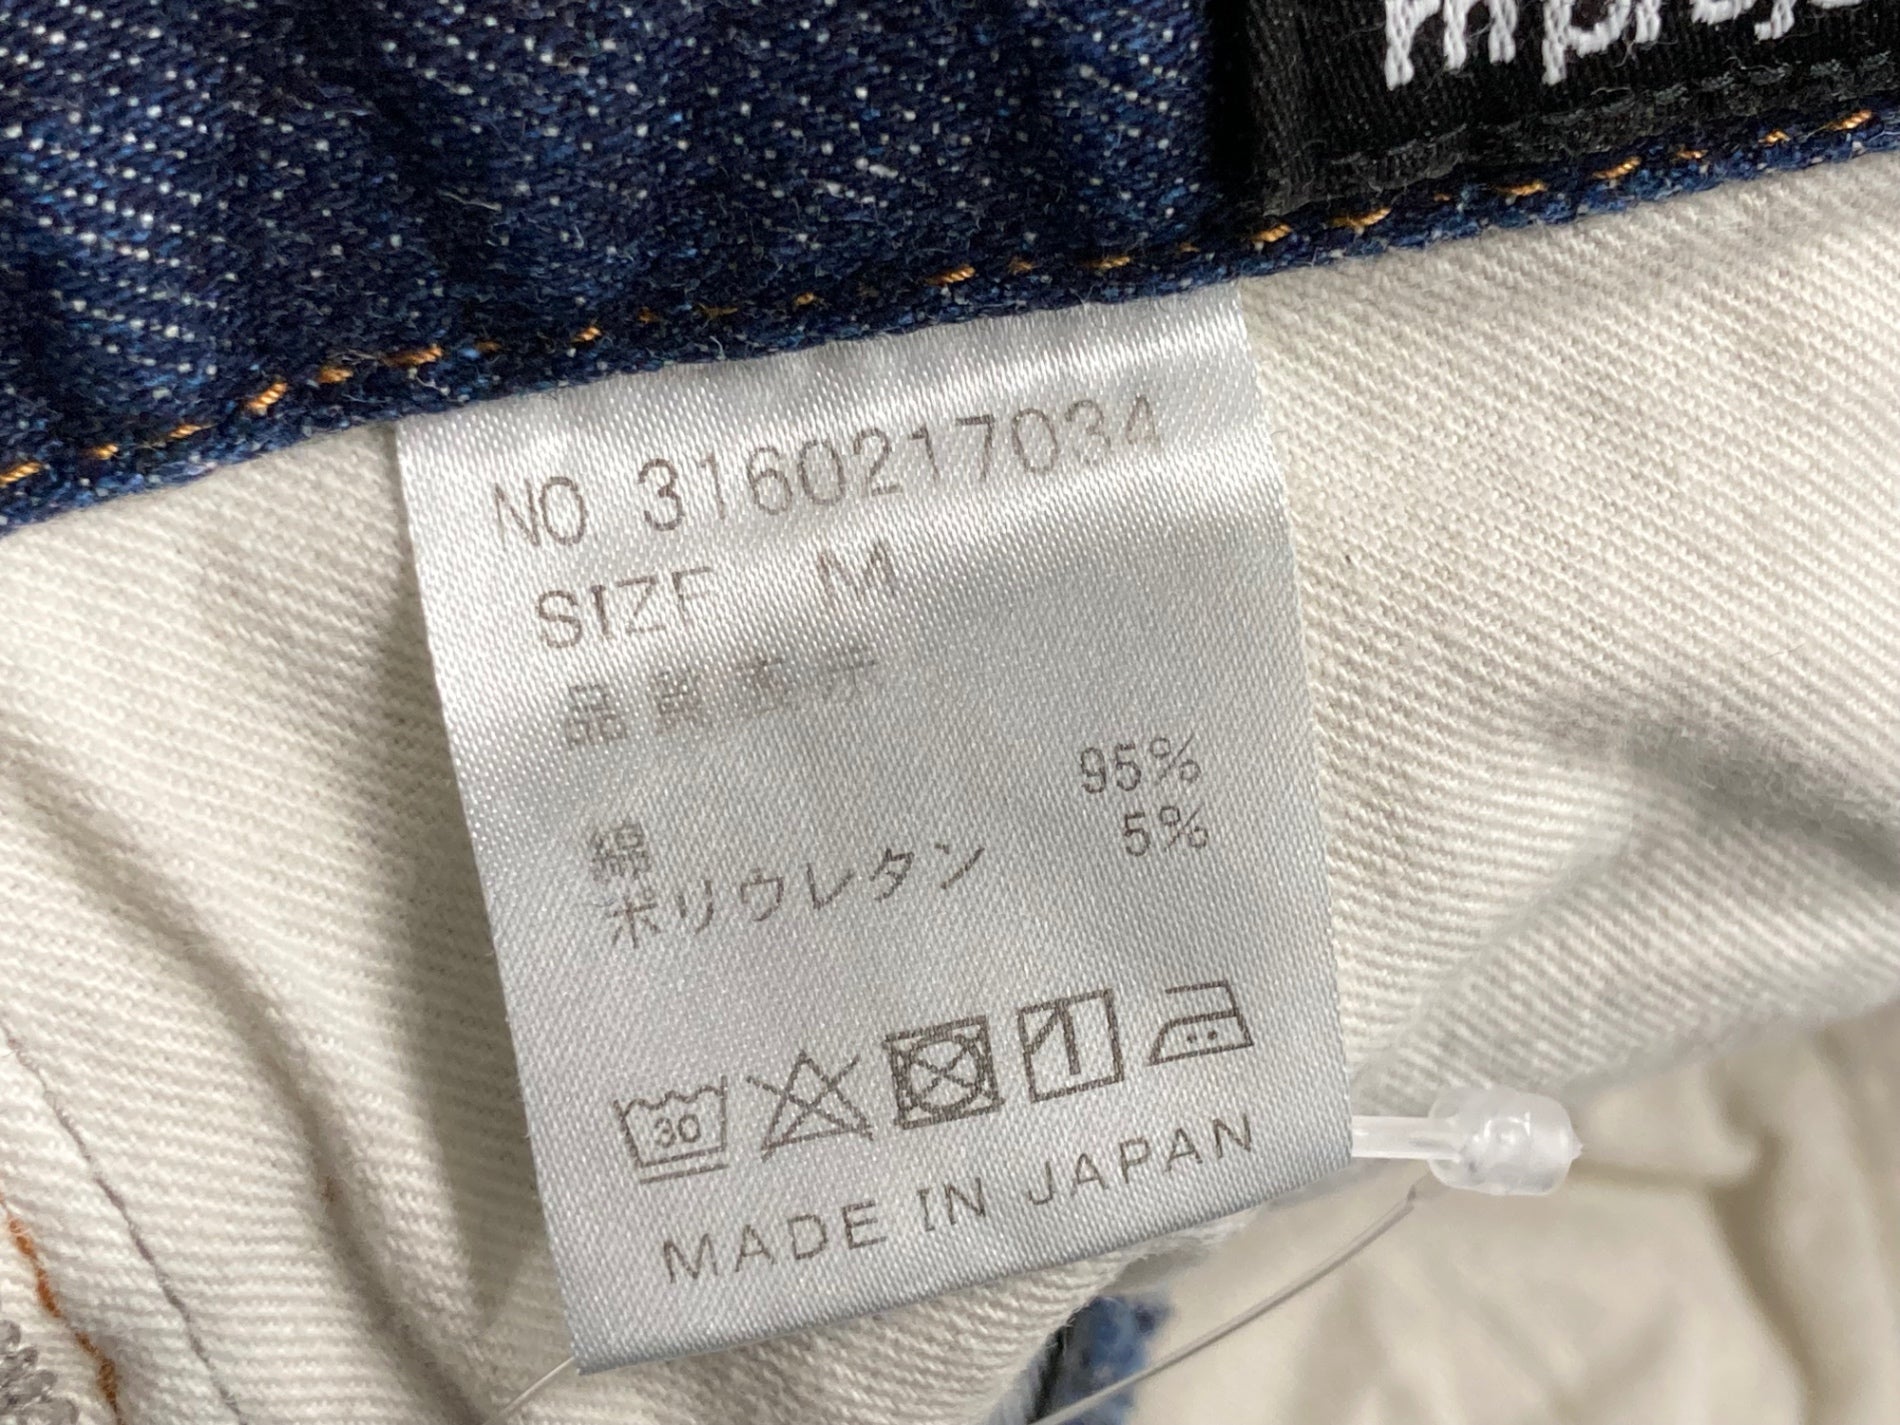 NO 3160217034
SIZE M
品質表示
綿 95%
ポリウレタン 5%
30
MADE IN JAPAN